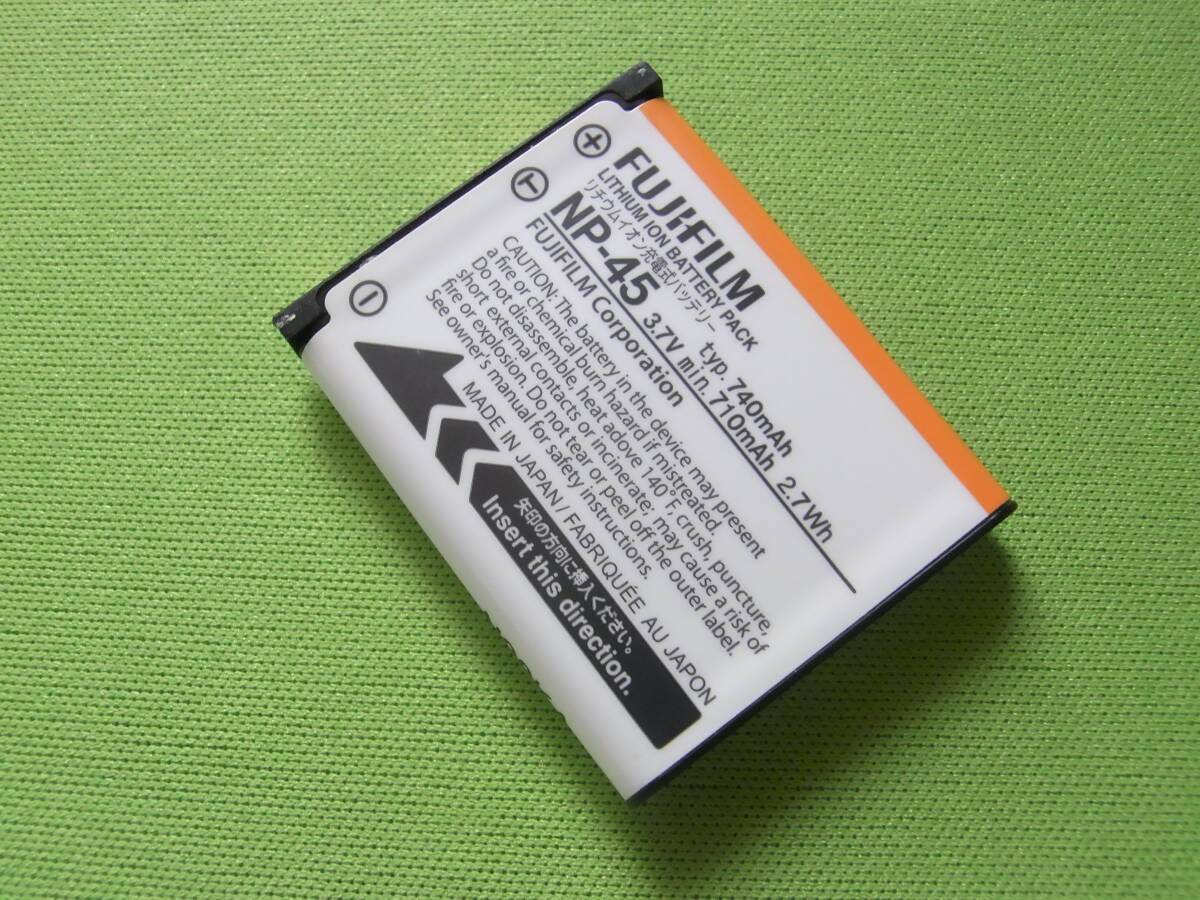 FUJIFILM
LITHIUM ION BATTERY PACK
リチウムイオン充電式バッテリー typ. 740mAh
NP-45 3.7V min. 710mAh 2.7Wh
FUJIFILM Corporation
CAUTION: The battery in the device may present
a fire or chemical burn hazard if mistreated.
Do not disassemble, heat adove 140°F, crush, puncture,
short external contacts or incinerate; may cause a risk of
fire or explosion. Do not tear or peel off the outer label.
See owner's manual for safety instructions.
MADE IN JAPAN / FABRIQUÉE AU JAPON
矢印の方向に挿入ください。
Insert this direction.
+
T
−